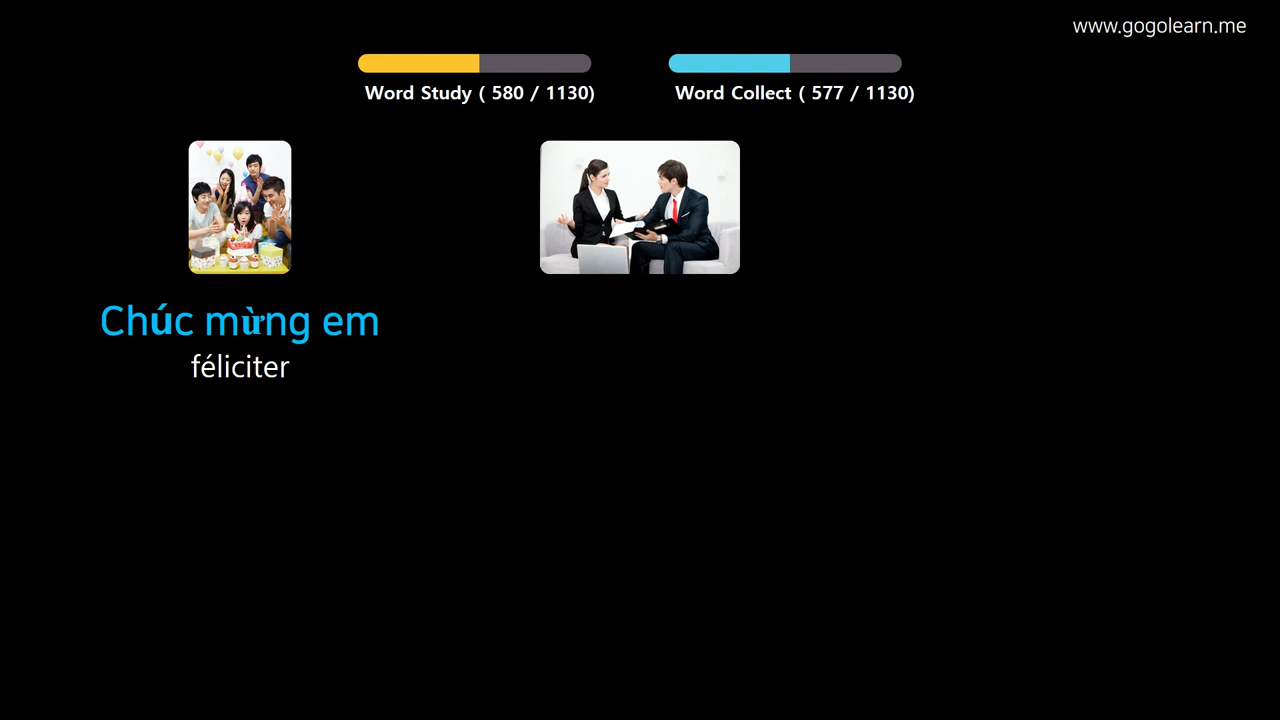 www.gogolearn.me
Word Study ( 580 / 1130)
Word Collect ( 577 / 1130)
Chúc mừng em
féliciter